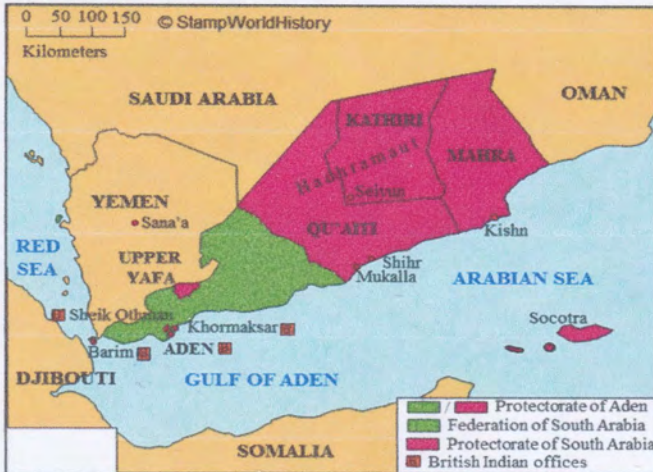 0 50 100 150
© StampWorldHistory
Kilometers
SAUDI ARABIA
OMAN
KATHIRI
MAHRA
Hadhramaut
YEMEN
Seiyun
Sana'a
QU'AITI
Kishn
RED
SEA
UPPER
YAFA
Shihr
Mukalla
ARABIAN SEA
Sheik Othman
Khormaksar
Socotra
Barim
ADEN
DJIBOUTI
GULF OF ADEN
/ Protectorate of Aden
Federation of South Arabia
Protectorate of South Arabia
British Indian offices
SOMALIA